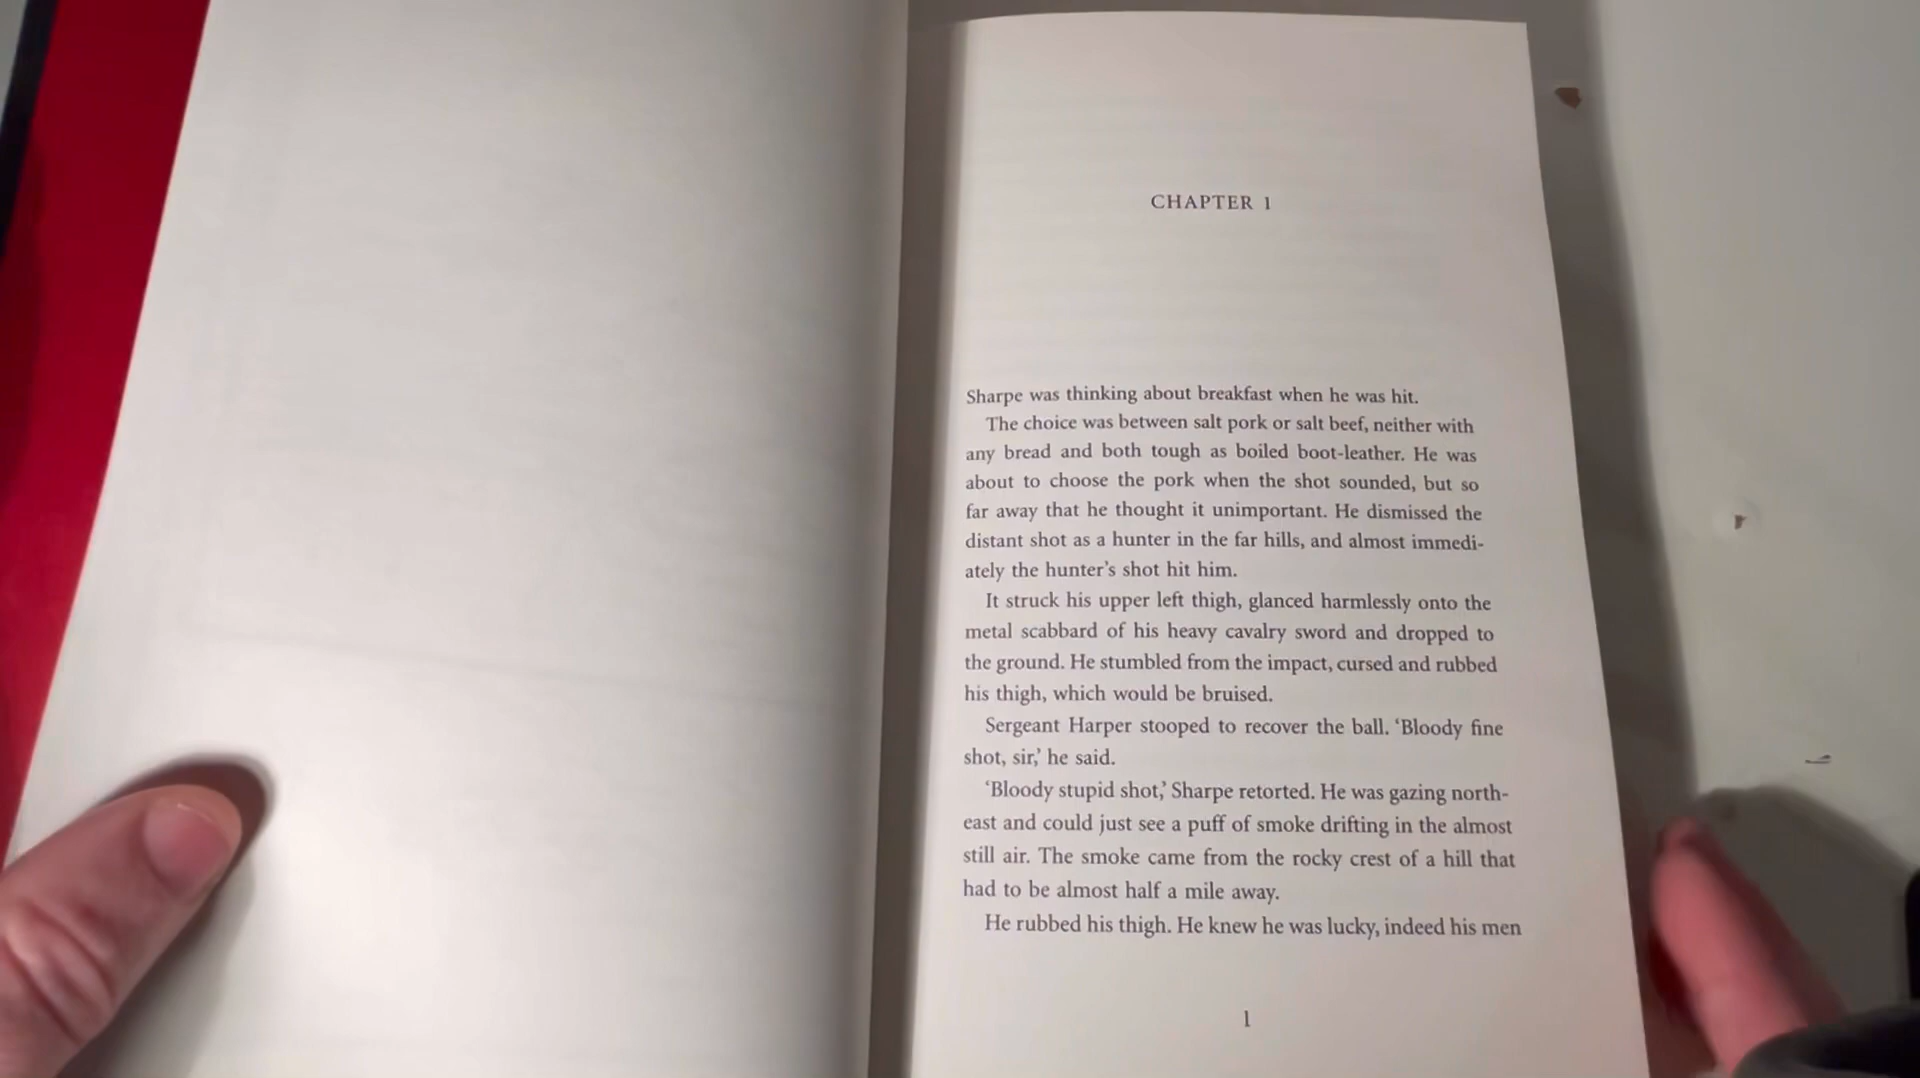 CHAPTER 1
Sharpe was thinking about breakfast when he was hit.
The choice was between salt pork or salt beef, neither with
any bread and both tough as boiled boot-leather. He was
about to choose the pork when the shot sounded, but so
far away that he thought it unimportant. He dismissed the
distant shot as a hunter in the far hills, and almost immedi-
ately the hunter’s shot hit him.
It struck his upper left thigh, glanced harmlessly onto the
metal scabbard of his heavy cavalry sword and dropped to
the ground. He stumbled from the impact, cursed and rubbed
his thigh, which would be bruised.
Sergeant Harper stooped to recover the ball. ‘Bloody fine
shot, sir,’ he said.
‘Bloody stupid shot,’ Sharpe retorted. He was gazing north-
east and could just see a puff of smoke drifting in the almost
still air. The smoke came from the rocky crest of a hill that
had to be almost half a mile away.
He rubbed his thigh. He knew he was lucky, indeed his men
1